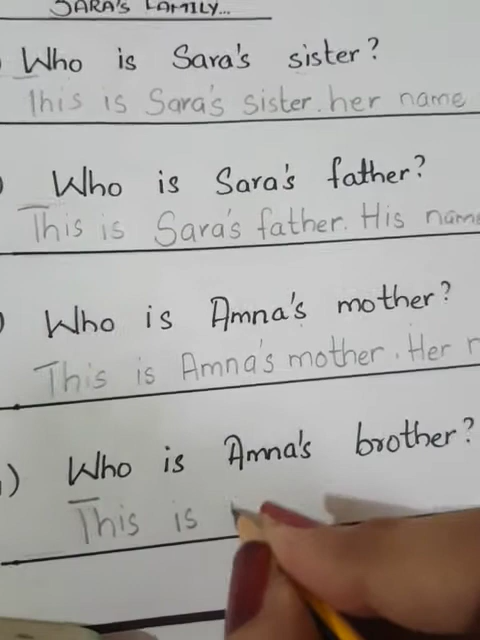 SARA'S FAMILY...
) Who is Sara's sister?
This is Sara's sister. her name
) Who is Sara's father?
This is Sara's father. His name
) Who is Amna's mother?
This is Amna's mother. Her
) Who is Amna's brother?
This is